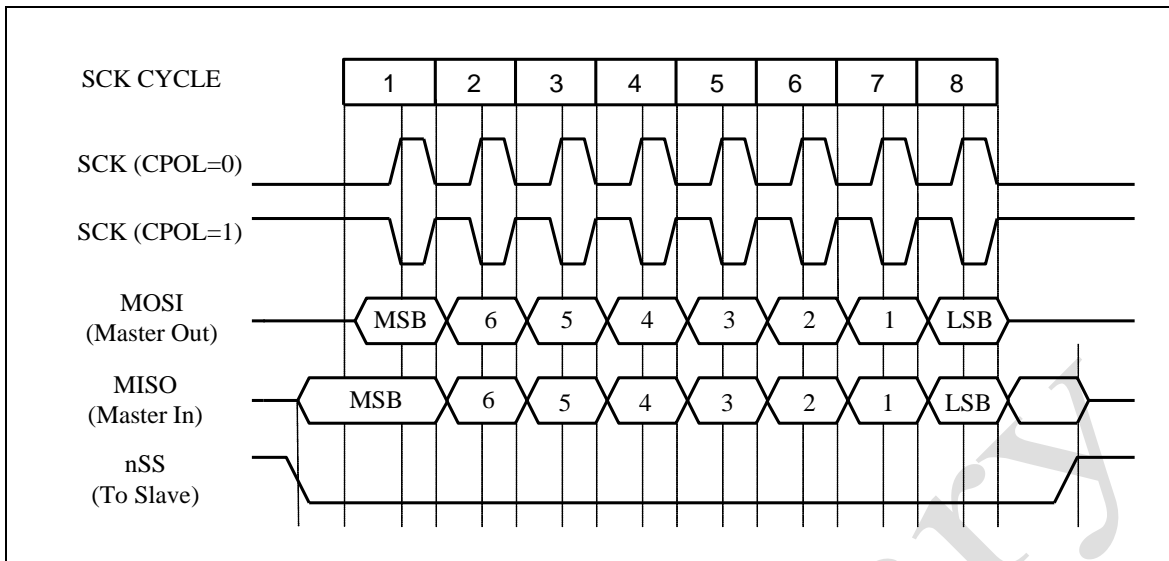 SCK CYCLE 1 2 3 4 5 6 7 8
SCK (CPOL=0)
SCK (CPOL=1)
MOSI
(Master Out)
MSB 6 5 4 3 2 1 LSB
MISO
(Master In)
MSB 6 5 4 3 2 1 LSB
nSS
(To Slave)